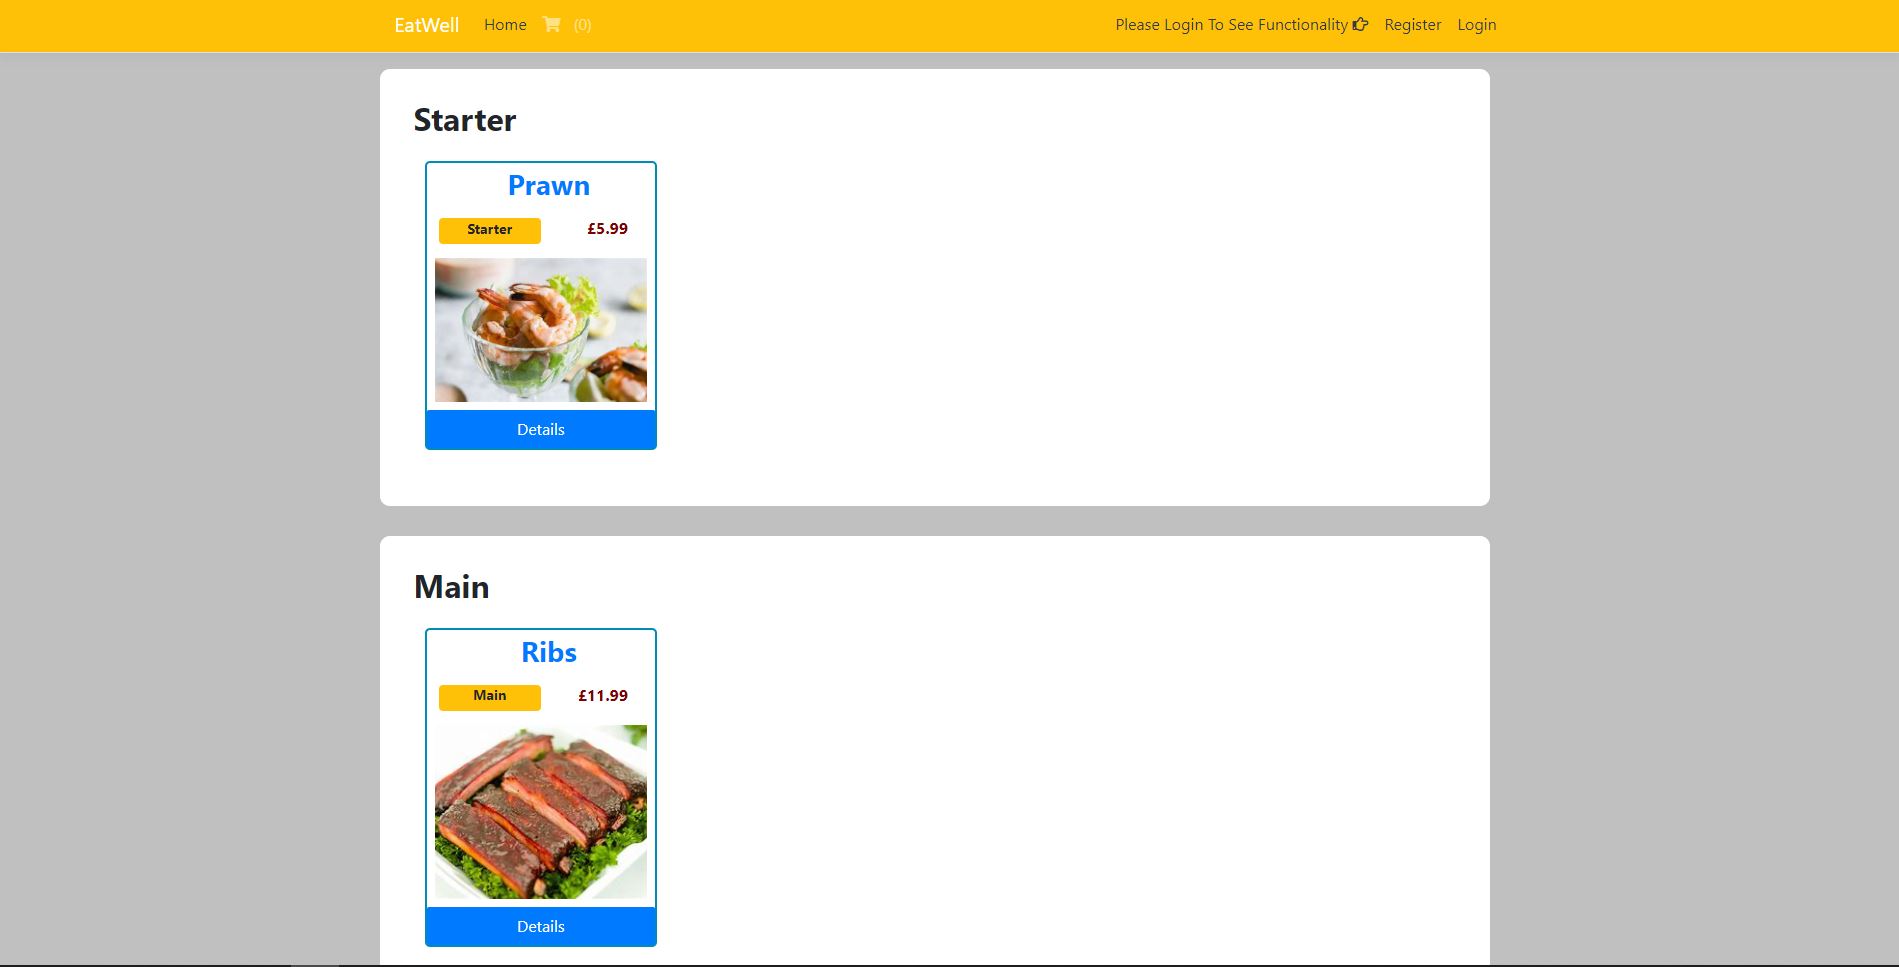 EatWell Home (0) Please Login To See Functionality Register Login
Starter
Prawn
Starter £5.99
Details
Main
Ribs
Main £11.99
Details